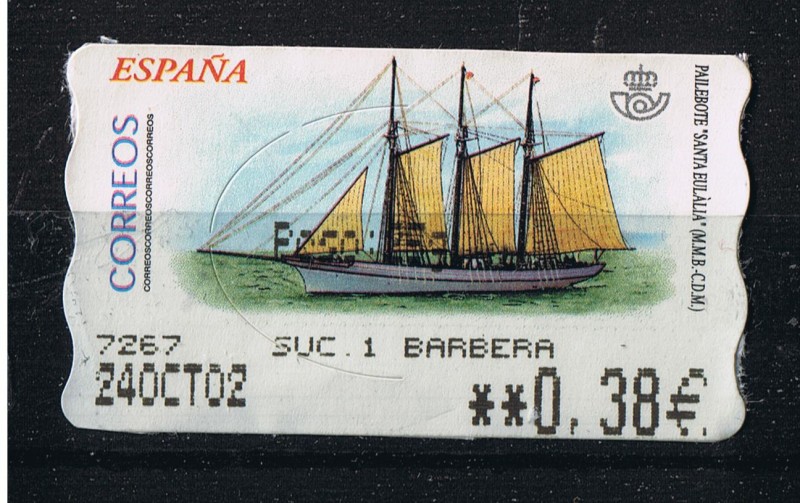 ESPAÑA
CORREOS
CORREOSCORREOSCORREOSCORREOS
PAILEBOTE "SANTA EULÀLIA" (M.M.B.-C.D.M.)
7267 SUC.1 BARBERA
24OCT02
**0,38€.